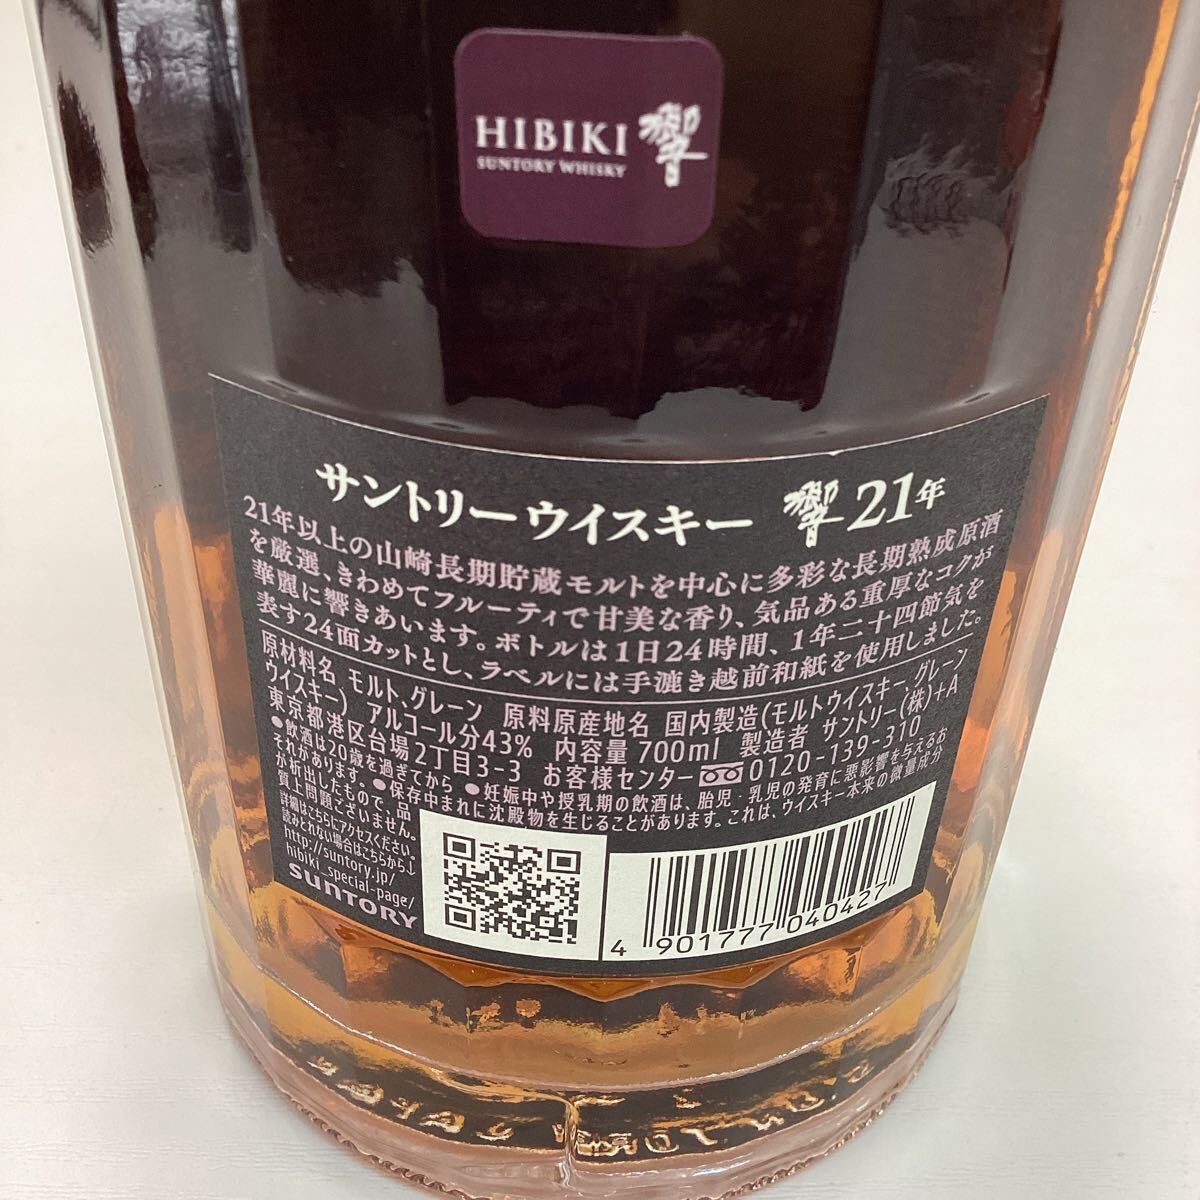 HIBIKI 響
SUNTORY WHISKY
サントリーウイスキー 響21年
21年以上の山崎長期貯蔵モルトを中心に多彩な長期熟成原酒
を厳選、きわめてフルーティで甘美な香り、気品ある重厚なコクが
華麗に響きあいます。ボトルは1日24時間、1年二十四節気を
表す24面カットとし、ラベルには手漉き越前和紙を使用しました。
原材料名 モルト、グレーン 原料原産地名 国内製造(モルトウイスキー、グレーン
ウイスキー) アルコール分43% 内容量 700ml 製造者 サントリー(株)+A
東京都港区台場2丁目3-3 お客様センター 0120-139-310
●飲酒は20歳を過ぎてから ●妊娠中や授乳期の飲酒は、胎児・乳児の発育に悪影響を与えるお
それがあります。 ●保存中まれに沈殿物を生じることがあります。これは、ウイスキー本来の微量成分
が析出したもので、品
質上問題ございません。
詳細はこちらにアクセスください。
読みとれない場合はこちらから↓
http://suntory.jp/
hibiki_special-page/
SUNTORY
4 901777 040427